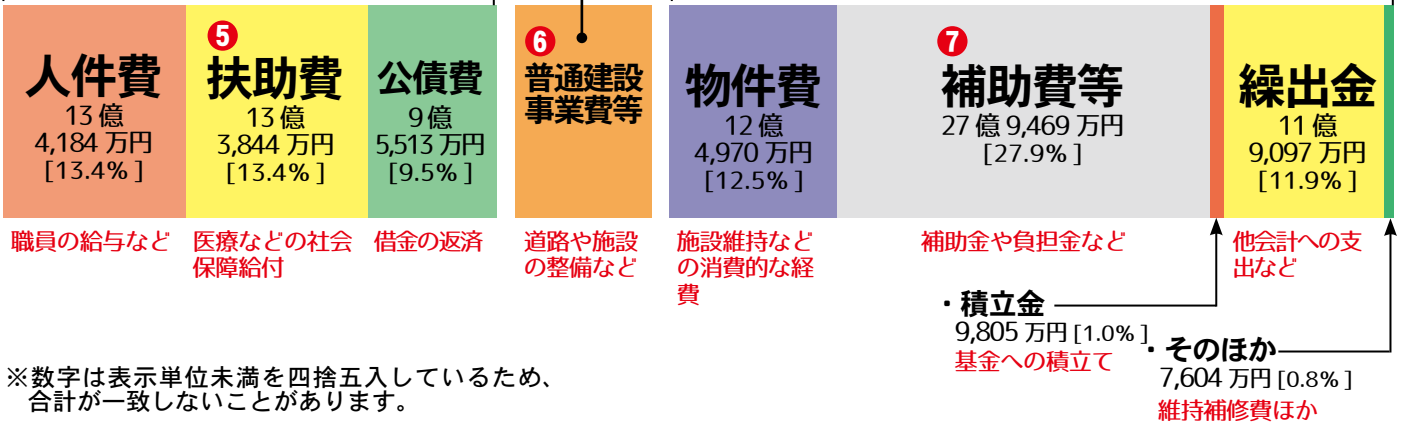 人件費
13億
4,184万円
[13.4%]
職員の給与など
❺
扶助費
13億
3,844万円
[13.4%]
医療などの社会
保障給付
公債費
9億
5,513万円
[9.5%]
借金の返済
❻
普通建設
事業費等
道路や施設
の整備など
物件費
12億
4,970万円
[12.5%]
施設維持など
の消費的な経
費
❼
補助費等
27億9,469万円
[27.9%]
補助金や負担金など
繰出金
11億
9,097万円
[11.9%]
他会計への支
出など
・積立金
9,805万円[1.0%]
基金への積立て
・そのほか
7,604万円[0.8%]
維持補修費ほか
※数字は表示単位未満を四捨五入しているため、
合計が一致しないことがあります。